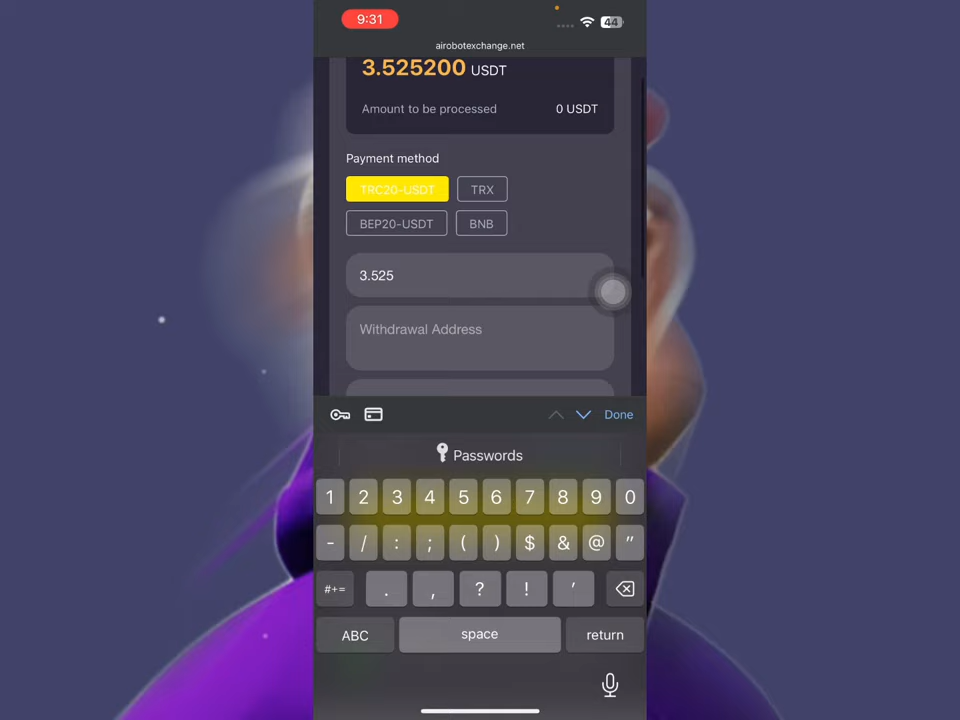 9:31
44
airobotexchange.net
3.525200 USDT
Amount to be processed 0 USDT
Payment method
TRC20-USDT TRX
BEP20-USDT BNB
3.525
Withdrawal Address
Done
Passwords
1 2 3 4 5 6 7 8 9 0
- / : ; ( ) $ & @ "
#+= . , ? ! '
ABC space return